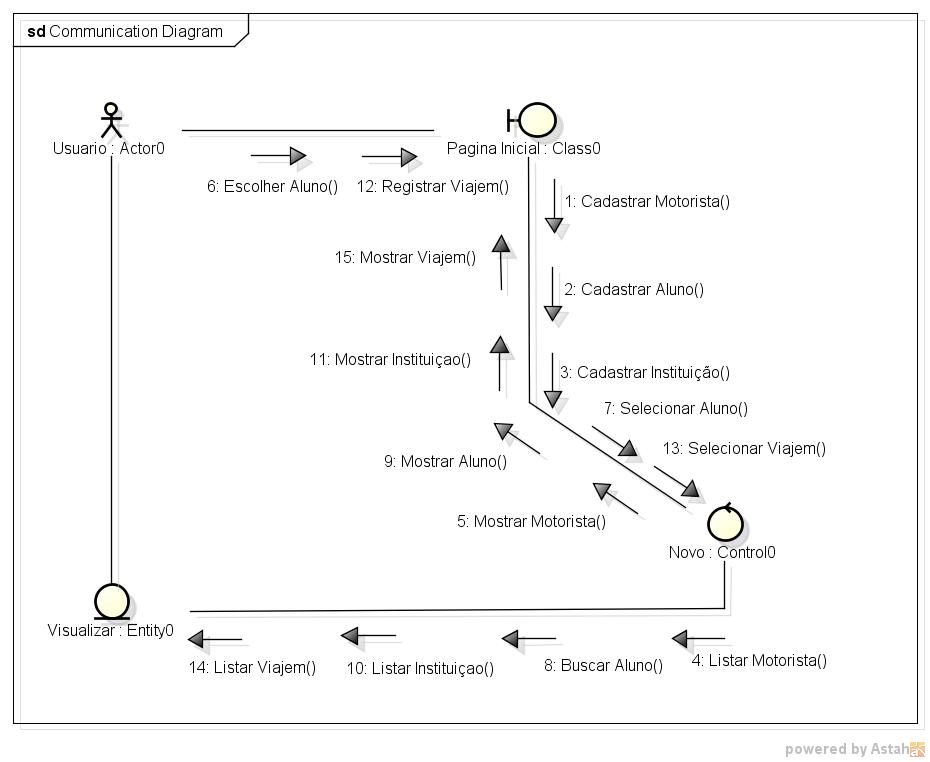 sd Communication Diagram
Usuario : Actor0
Pagina Inicial : Class0
6: Escolher Aluno()
12: Registrar Viajem()
1: Cadastrar Motorista()
15: Mostrar Viajem()
2: Cadastrar Aluno()
11: Mostrar Instituiçao()
3: Cadastrar Instituição()
7: Selecionar Aluno()
13: Selecionar Viajem()
9: Mostrar Aluno()
5: Mostrar Motorista()
Novo : Control0
Visualizar : Entity0
14: Listar Viajem()
10: Listar Instituiçao()
8: Buscar Aluno()
4: Listar Motorista()
powered by Astah